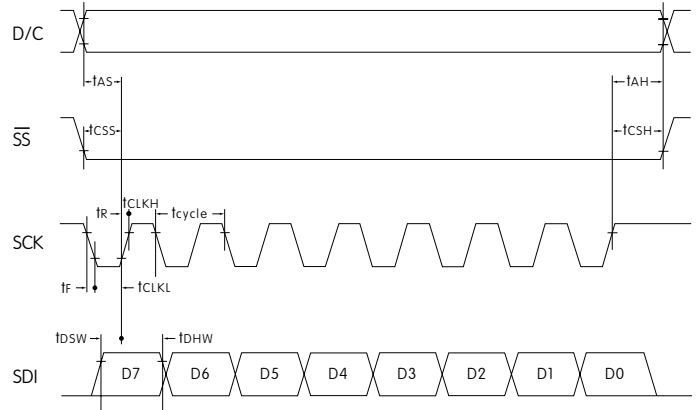 D/C
tAS
tAH
tCSS
tCSH
SS
tR
tCLKH
tcycle
SCK
tF
tCLKL
tDSW
tDHW
SDI
D7
D6
D5
D4
D3
D2
D1
D0